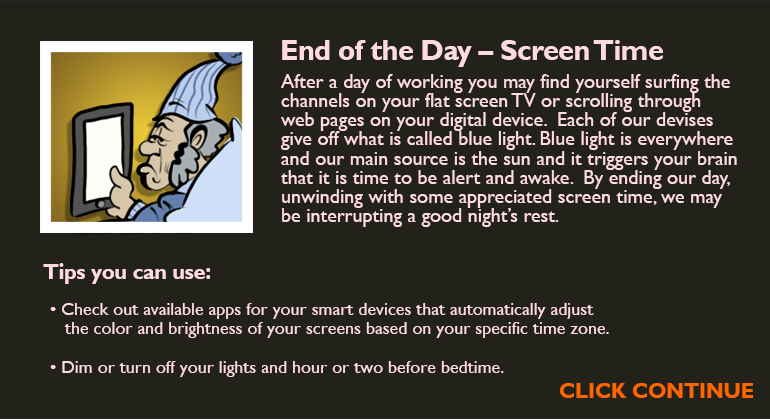 End of the Day – Screen Time
After a day of working you may find yourself surfing the
channels on your flat screen TV or scrolling through
web pages on your digital device.  Each of our devises
give off what is called blue light. Blue light is everywhere
and our main source is the sun and it triggers your brain
that it is time to be alert and awake.  By ending our day,
unwinding with some appreciated screen time, we may
be interrupting a good night’s rest.
Tips you can use:
• Check out available apps for your smart devices that automatically adjust
the color and brightness of your screens based on your specific time zone.
• Dim or turn off your lights and hour or two before bedtime.
CLICK CONTINUE